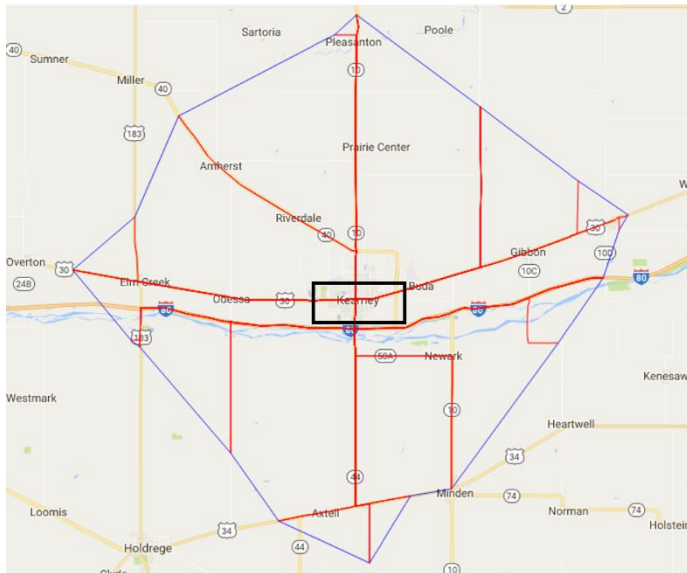 2
Sartoria
Poole
Pleasanton
40
Sumner
10
Miller
40
183
Prairie Center
Amherst
Riverdale
40
10
30
Gibbon
10D
Overton
30
10C
80
24B
Elm Creek
Buda
Odessa
30
Kearney
80
80
80
183
50A
Newark
Kenesaw
Westmark
10
Heartwell
34
44
Minden
74
Loomis
Axtell
Norman
74
34
Holstein
44
Holdrege
10